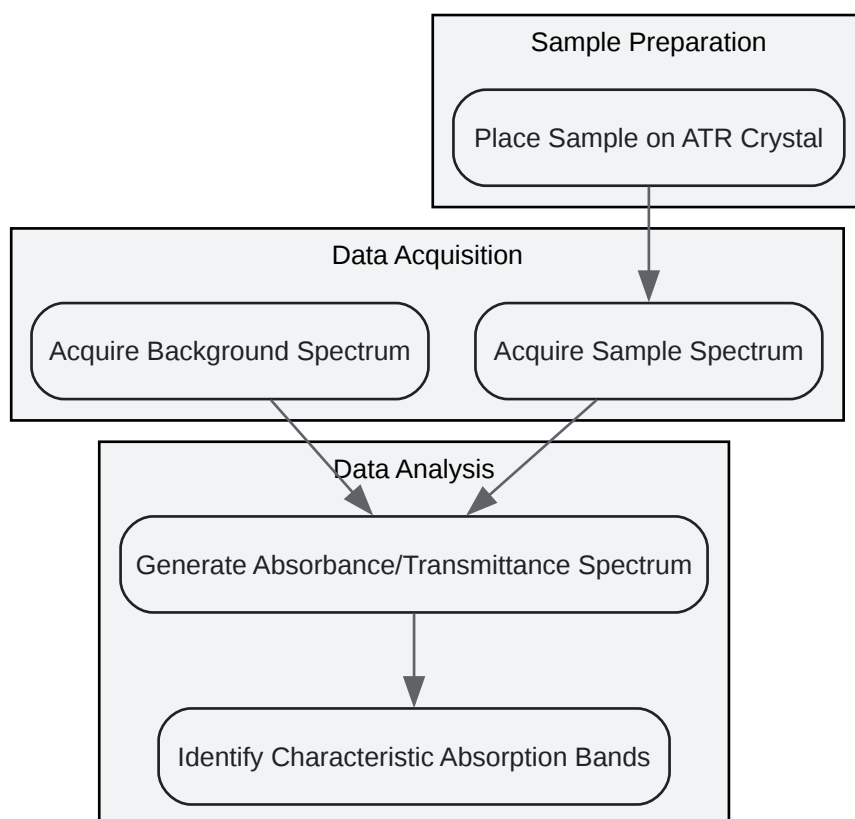 Sample Preparation
Place Sample on ATR Crystal
Data Acquisition
Acquire Background Spectrum
Acquire Sample Spectrum
Data Analysis
Generate Absorbance/Transmittance Spectrum
Identify Characteristic Absorption Bands